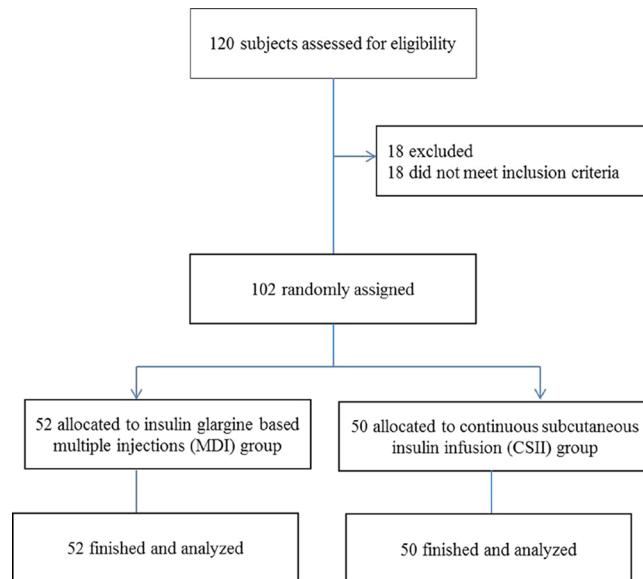 120 subjects assessed for eligibility
18 excluded
18 did not meet inclusion criteria
102 randomly assigned
52 allocated to insulin glargine based
multiple injections (MDI) group
50 allocated to continuous subcutaneous
insulin infusion (CSII) group
52 finished and analyzed
50 finished and analyzed